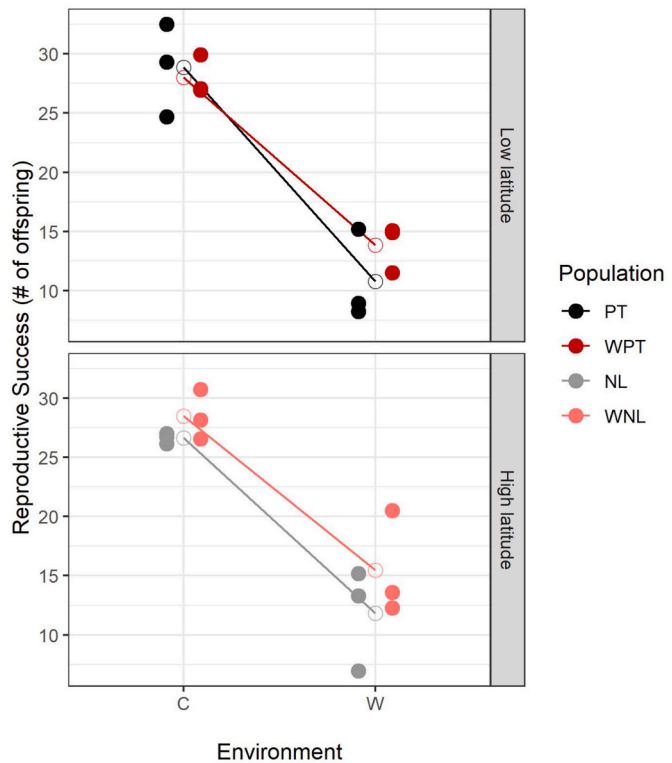 Reproductive Success (# of offspring)
30
25
20
15
10
Low latitude
30
25
20
15
10
High latitude
C
W
Environment
Population
PT
WPT
NL
WNL